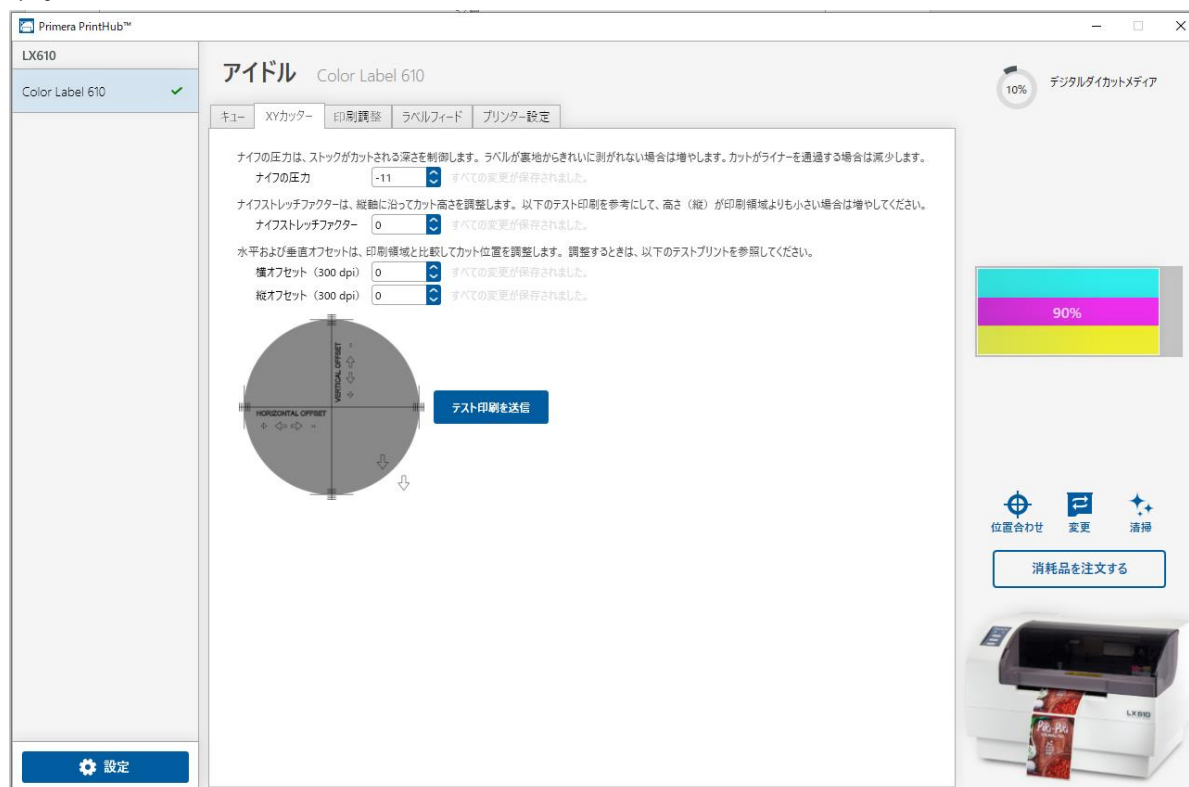 Primera PrintHub™
LX610
Color Label 610
設定
アイドル Color Label 610
キュー XYカッター 印刷調整 ラベルフィード プリンター設定
ナイフの圧力は、ストックがカットされる深さを制御します。ラベルが裏地からきれいに剥がれない場合は増やします。カットがライナーを通過する場合は減少します。
ナイフの圧力 -11 すべての変更が保存されました。
ナイフストレッチファクターは、縦軸に沿ってカット高さを調整します。以下のテスト印刷を参考にして、高さ（縦）が印刷領域よりも小さい場合は増やしてください。
ナイフストレッチファクター 0 すべての変更が保存されました。
水平および垂直オフセットは、印刷領域と比較してカット位置を調整します。調整するときは、以下のテストプリントを参照してください。
横オフセット（300 dpi） 0 すべての変更が保存されました。
縦オフセット（300 dpi） 0 すべての変更が保存されました。
VERTICAL OFFSET
HORIZONTAL OFFSET
テスト印刷を送信
10% デジタルダイカットメディア
90%
位置合わせ 変更 清掃
消耗品を注文する
LX610